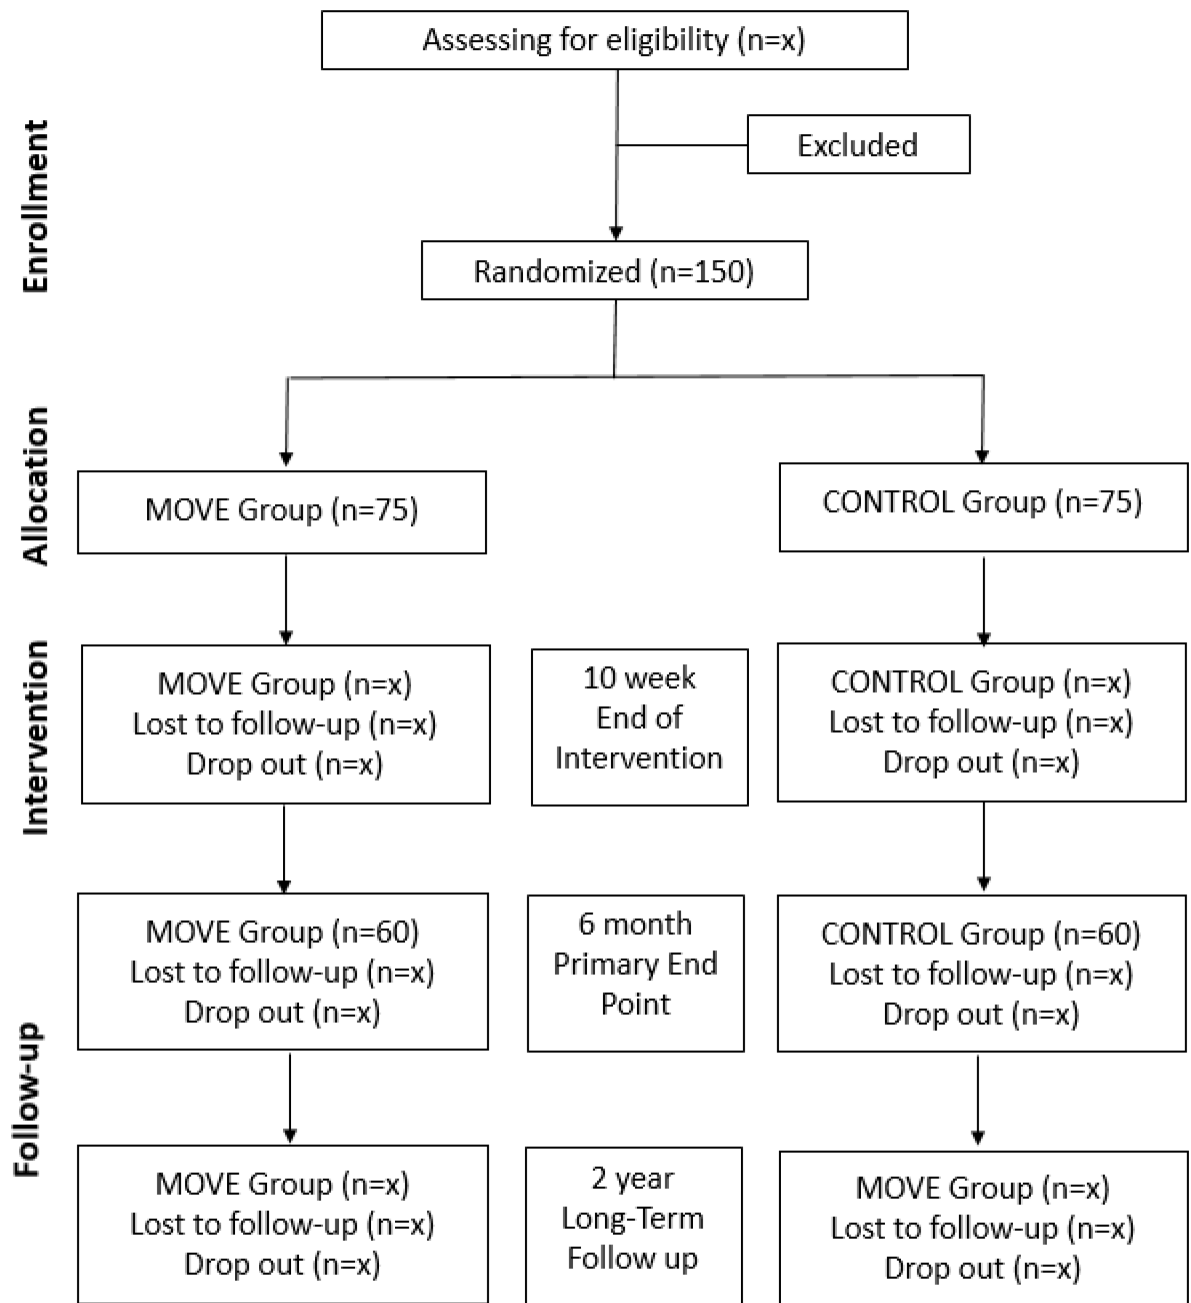 Assessing for eligibility (n=x)
Enrollment
Excluded
Randomized (n=150)
Allocation
MOVE Group (n=75)
CONTROL Group (n=75)
Intervention
MOVE Group (n=x)
Lost to follow-up (n=x)
Drop out (n=x)
10 week
End of
Intervention
CONTROL Group (n=x)
Lost to follow-up (n=x)
Drop out (n=x)
Follow-up
MOVE Group (n=60)
Lost to follow-up (n=x)
Drop out (n=x)
6 month
Primary End
Point
CONTROL Group (n=60)
Lost to follow-up (n=x)
Drop out (n=x)
MOVE Group (n=x)
Lost to follow-up (n=x)
Drop out (n=x)
2 year
Long-Term
Follow up
MOVE Group (n=x)
Lost to follow-up (n=x)
Drop out (n=x)